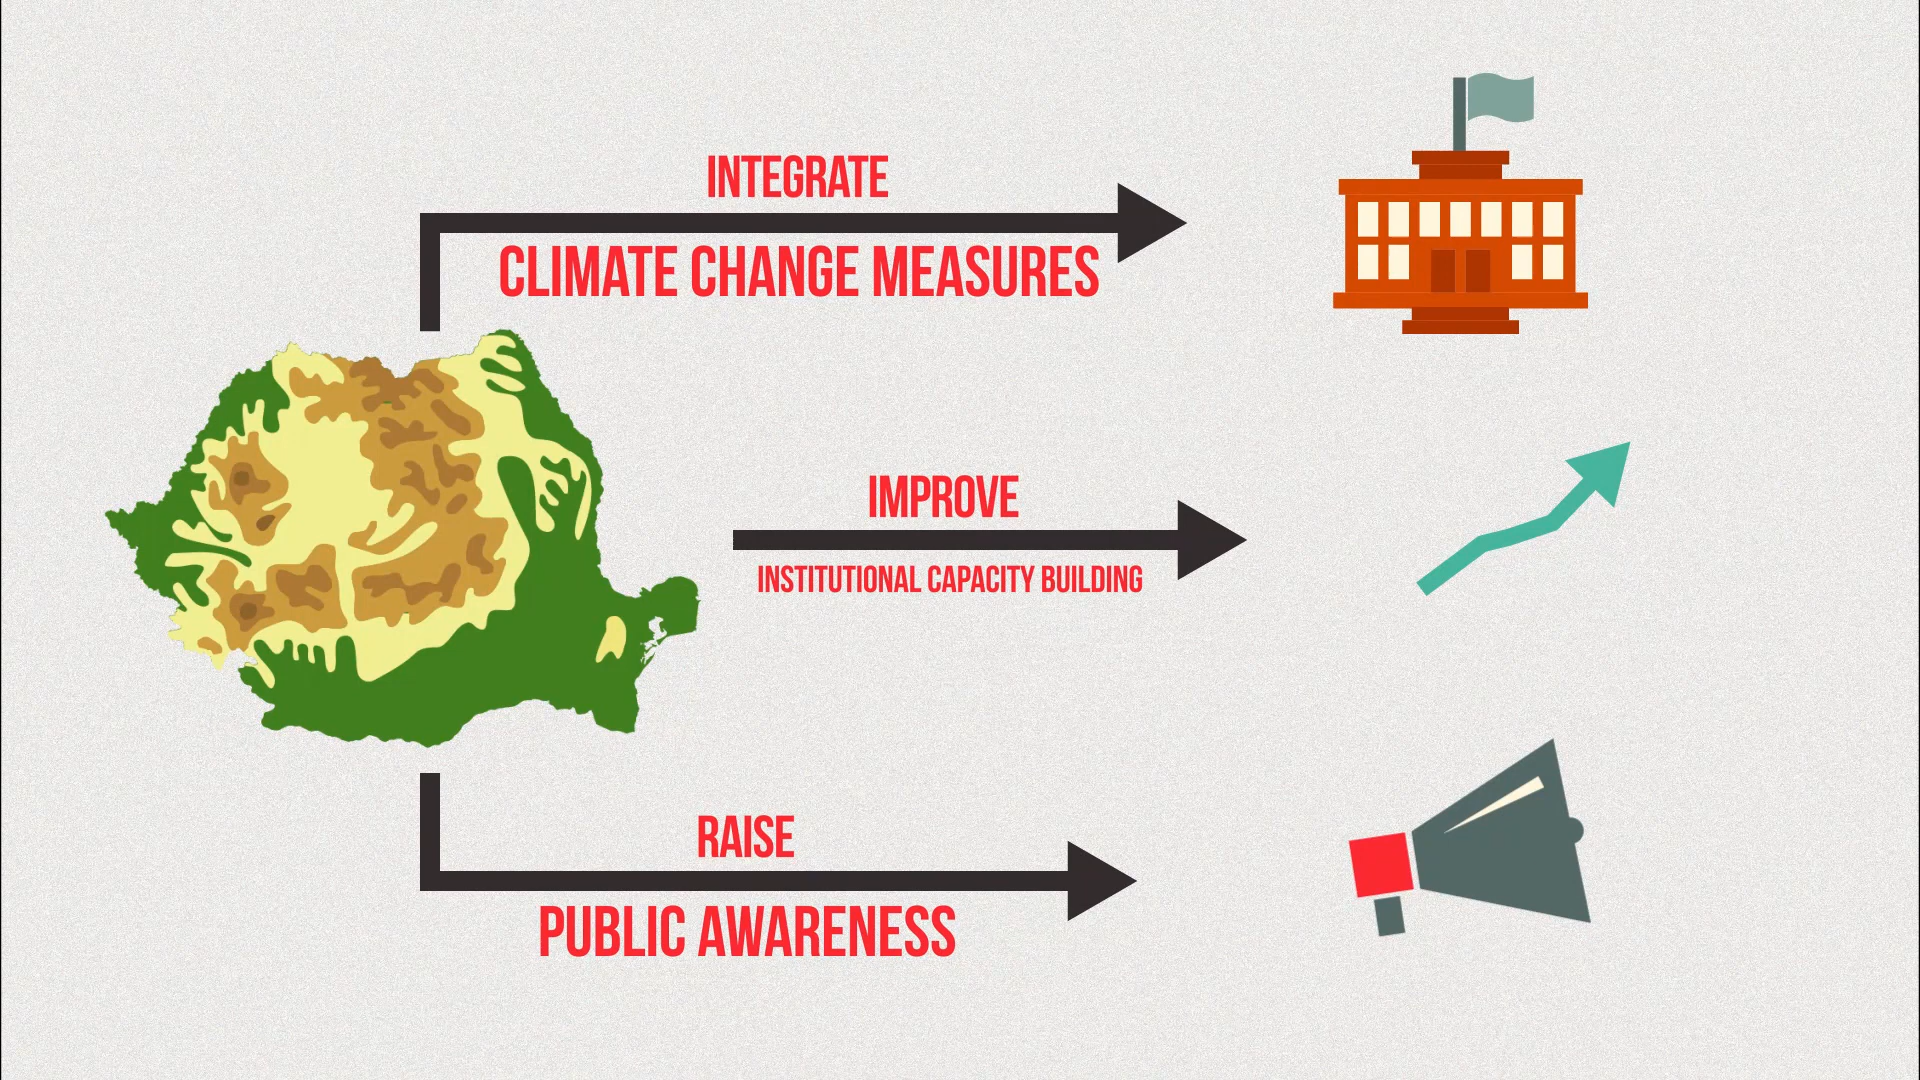 INTEGRATE
CLIMATE CHANGE MEASURES
IMPROVE
INSTITUTIONAL CAPACITY BUILDING
RAISE
PUBLIC AWARENESS